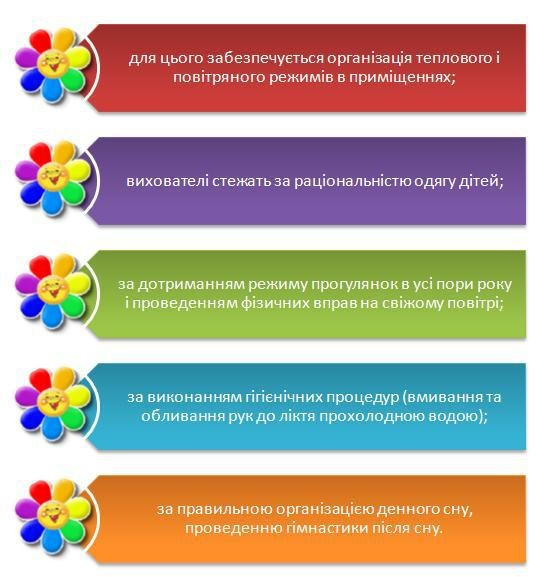 для цього забезпечується організація теплового і
повітряного режимів в приміщеннях;
вихователі стежать за раціональністю одягу дітей;
за дотриманням режиму прогулянок в усі пори року
і проведенням фізичних вправ на свіжому повітрі;
за виконанням гігієнічних процедур (вмивання та
обливання рук до ліктя прохолодною водою);
за правильною організацією денного сну,
проведенню гімнастики після сну.